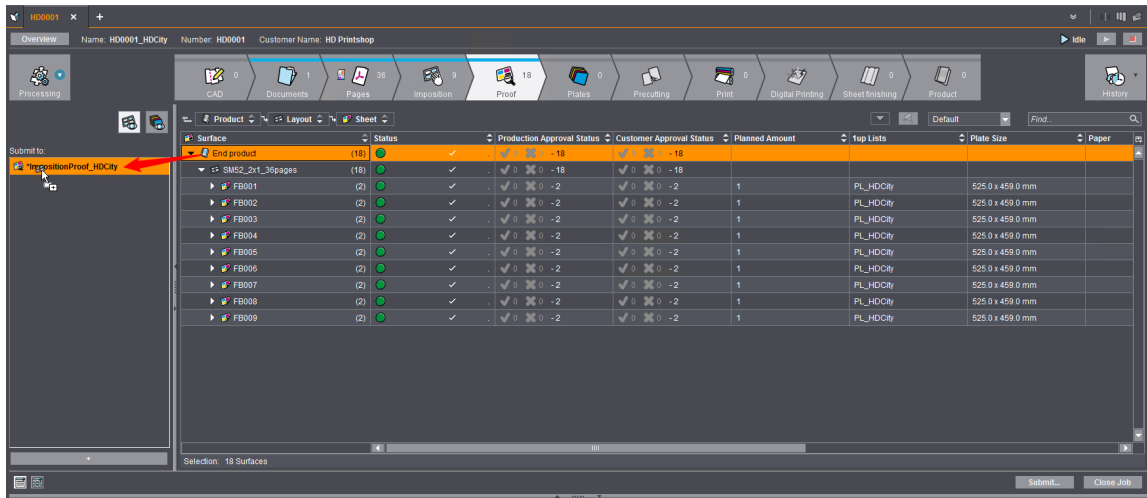 HD0001 × +
Overview Name: HD0001_HDCity Number: HD0001 Customer Name: HD Printshop Idle
Processing
CAD 0
Documents 1
Pages 36
Imposition 9
Proof 18
Plates 0
Precutting
Print 0
Digital Printing
Sheet finishing 0
Product 0
History
Product Layout Sheet Default Find...
Submit to:
*ImpositionProof_HDCity
Surface Status Production Approval Status Customer Approval Status Planned Amount 1up Lists Plate Size Paper
End product (18) - 18 - 18
SM52_2x1_36pages (18) 0 0 - 18 0 0 - 18
FB001 (2) 0 0 - 2 0 0 - 2 1 PL_HDCity 525.0 x 459.0 mm
FB002 (2) 0 0 - 2 0 0 - 2 1 PL_HDCity 525.0 x 459.0 mm
FB003 (2) 0 0 - 2 0 0 - 2 1 PL_HDCity 525.0 x 459.0 mm
FB004 (2) 0 0 - 2 0 0 - 2 1 PL_HDCity 525.0 x 459.0 mm
FB005 (2) 0 0 - 2 0 0 - 2 1 PL_HDCity 525.0 x 459.0 mm
FB006 (2) 0 0 - 2 0 0 - 2 1 PL_HDCity 525.0 x 459.0 mm
FB007 (2) 0 0 - 2 0 0 - 2 1 PL_HDCity 525.0 x 459.0 mm
FB008 (2) 0 0 - 2 0 0 - 2 1 PL_HDCity 525.0 x 459.0 mm
FB009 (2) 0 0 - 2 0 0 - 2 1 PL_HDCity 525.0 x 459.0 mm
+
Selection: 18 Surfaces
Submit... Close Job